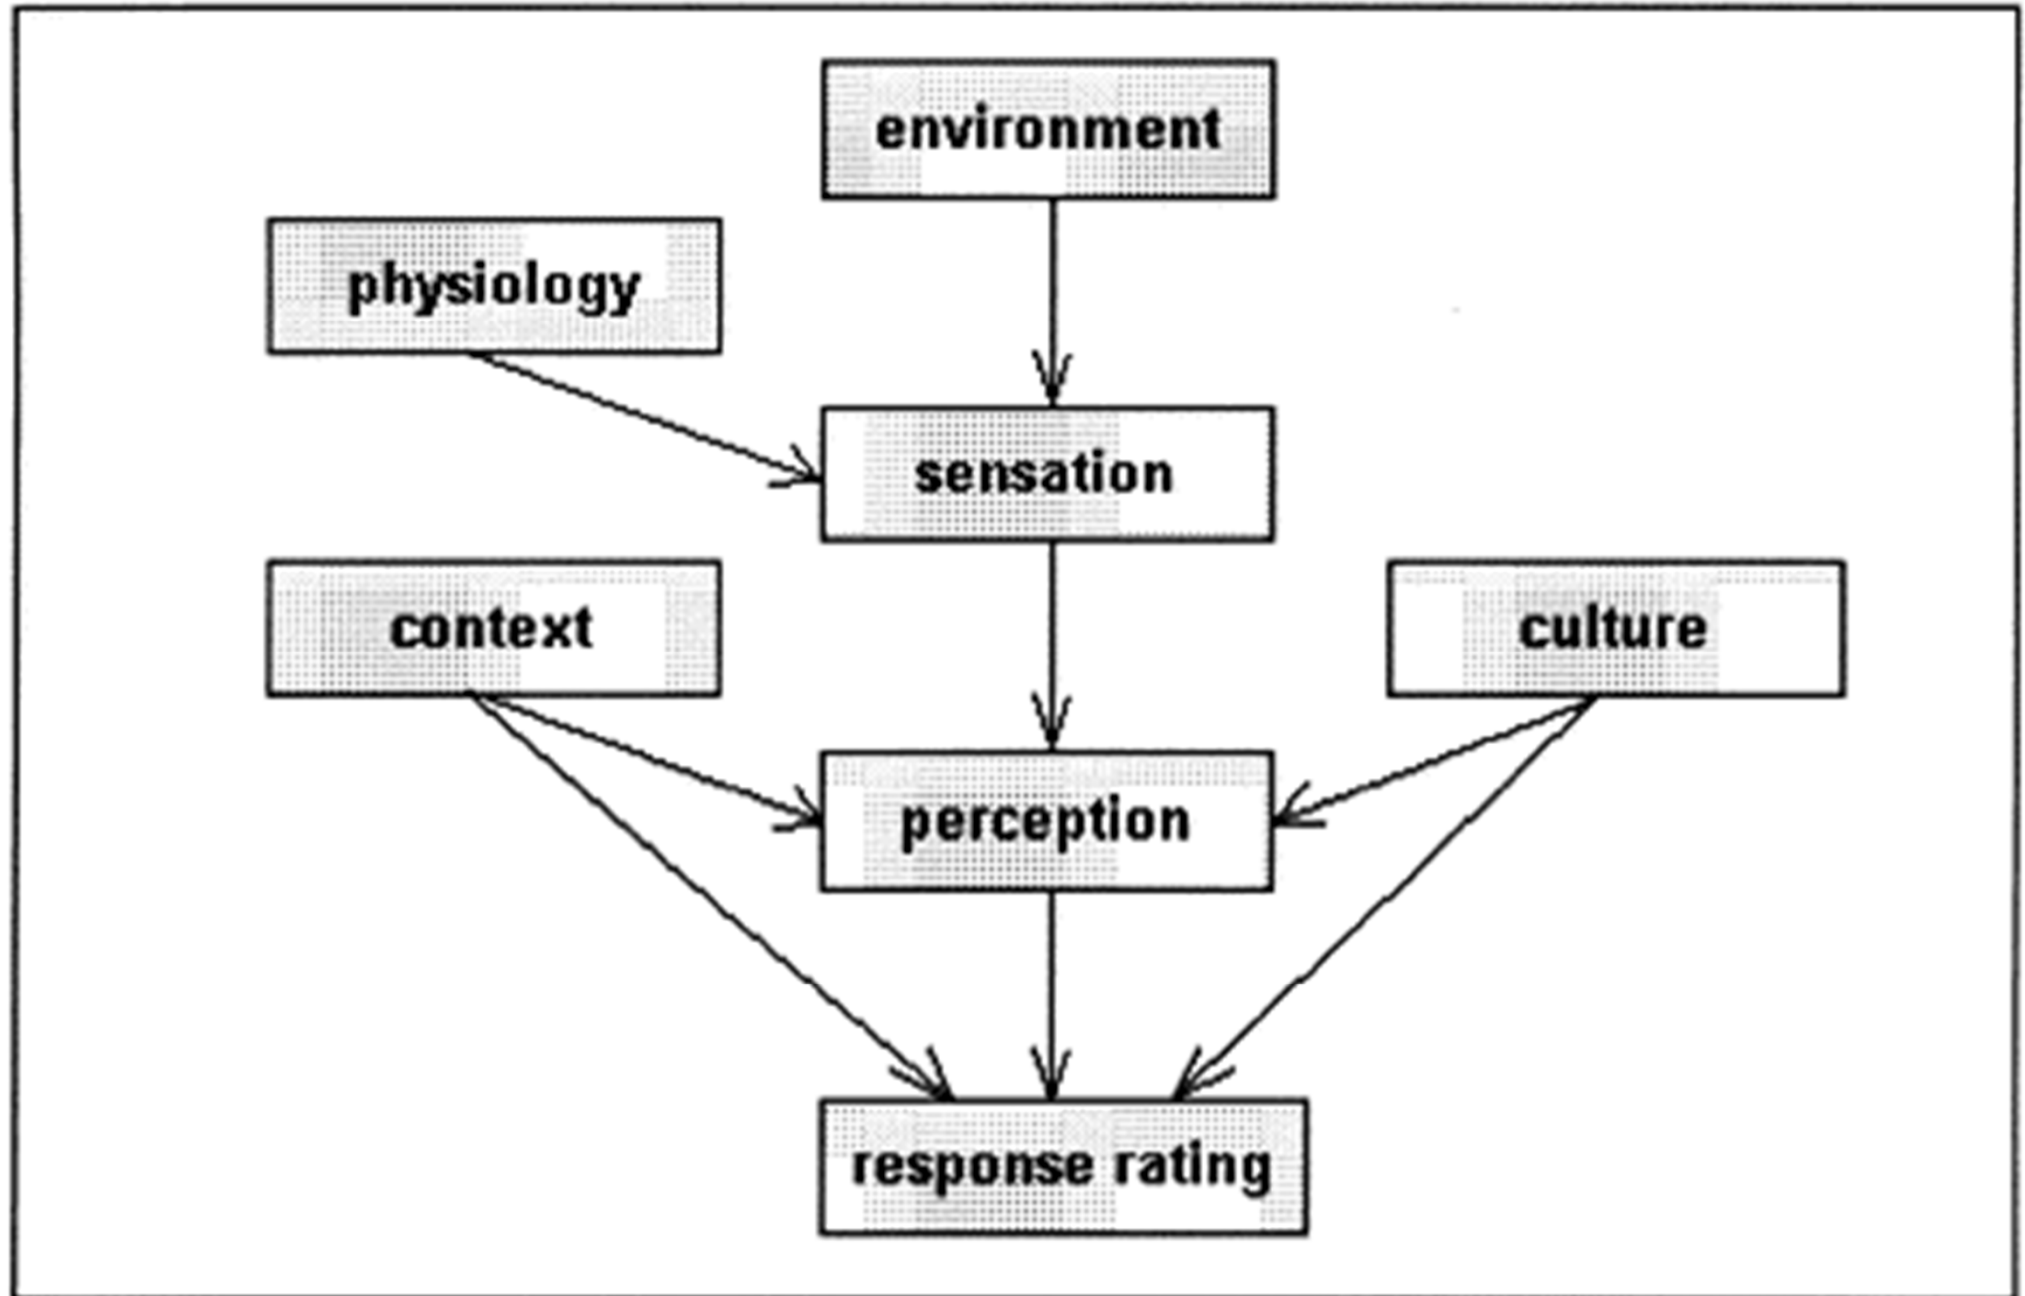 environment
physiology
sensation
context
culture
perception
response rating